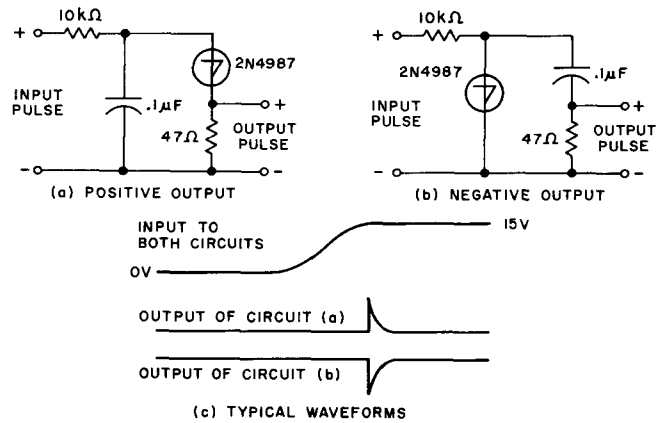 10kΩ
+
2N4987
INPUT
PULSE
.1μF
+
47Ω
OUTPUT
PULSE
-
-
(a) POSITIVE OUTPUT
10kΩ
+
2N4987
.1μF
INPUT
PULSE
+
47Ω
OUTPUT
PULSE
-
-
(b) NEGATIVE OUTPUT
INPUT TO
BOTH CIRCUITS
15V
0V
OUTPUT OF CIRCUIT (a)
OUTPUT OF CIRCUIT (b)
(c) TYPICAL WAVEFORMS